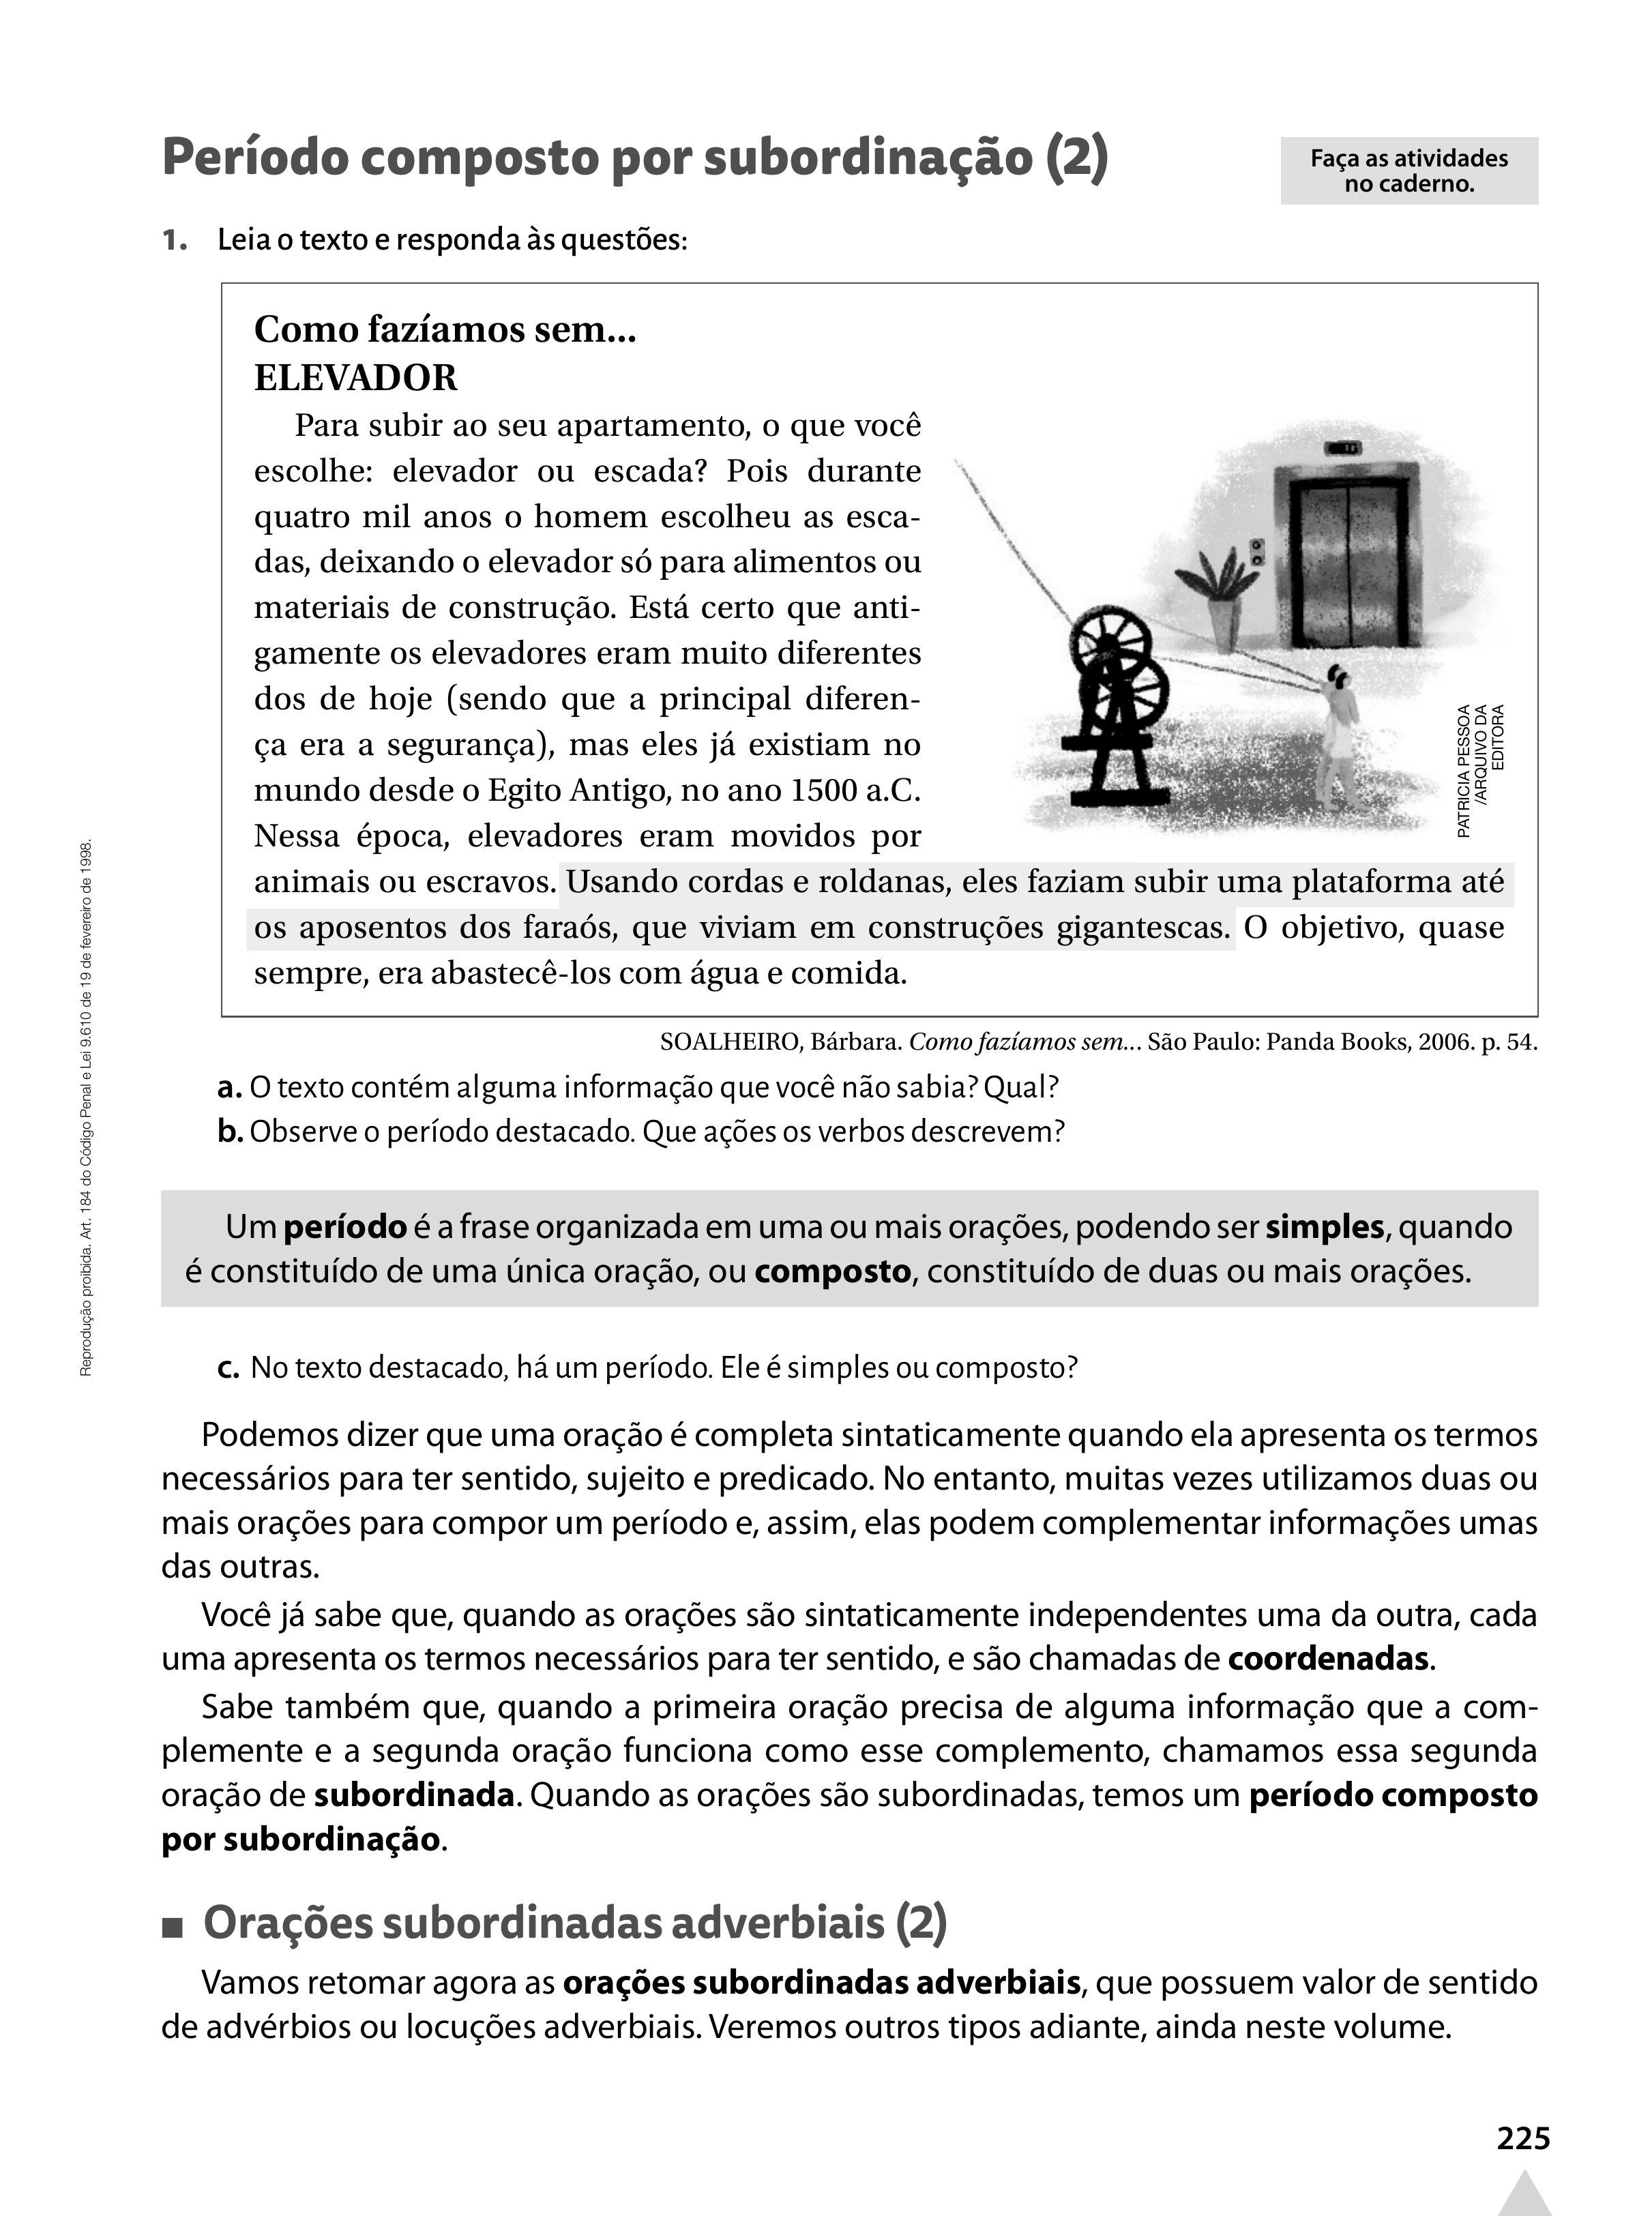 Período composto por subordinação (2)
Faça as atividades
no caderno.
1. Leia o texto e responda às questões:
Como fazíamos sem...
ELEVADOR
Para subir ao seu apartamento, o que você
escolhe: elevador ou escada? Pois durante
quatro mil anos o homem escolheu as esca-
das, deixando o elevador só para alimentos ou
materiais de construção. Está certo que anti-
gamente os elevadores eram muito diferentes
dos de hoje (sendo que a principal diferen-
ça era a segurança), mas eles já existiam no
mundo desde o Egito Antigo, no ano 1500 a.C.
Nessa época, elevadores eram movidos por
animais ou escravos. Usando cordas e roldanas, eles faziam subir uma plataforma até
os aposentos dos faraós, que viviam em construções gigantescas. O objetivo, quase
sempre, era abastecê-los com água e comida.
PATRICIA PESSOA
/ARQUIVO DA
EDITORA
SOALHEIRO, Bárbara. Como fazíamos sem... São Paulo: Panda Books, 2006. p. 54.
a. O texto contém alguma informação que você não sabia? Qual?
b. Observe o período destacado. Que ações os verbos descrevem?
Um período é a frase organizada em uma ou mais orações, podendo ser simples, quando
é constituído de uma única oração, ou composto, constituído de duas ou mais orações.
c. No texto destacado, há um período. Ele é simples ou composto?
Podemos dizer que uma oração é completa sintaticamente quando ela apresenta os termos
necessários para ter sentido, sujeito e predicado. No entanto, muitas vezes utilizamos duas ou
mais orações para compor um período e, assim, elas podem complementar informações umas
das outras.
Você já sabe que, quando as orações são sintaticamente independentes uma da outra, cada
uma apresenta os termos necessários para ter sentido, e são chamadas de coordenadas.
Sabe também que, quando a primeira oração precisa de alguma informação que a com-
plemente e a segunda oração funciona como esse complemento, chamamos essa segunda
oração de subordinada. Quando as orações são subordinadas, temos um período composto
por subordinação.
■ Orações subordinadas adverbiais (2)
Vamos retomar agora as orações subordinadas adverbiais, que possuem valor de sentido
de advérbios ou locuções adverbiais. Veremos outros tipos adiante, ainda neste volume.
Reprodução proibida. Art. 184 do Código Penal e Lei 9.610 de 19 de fevereiro de 1998.
225